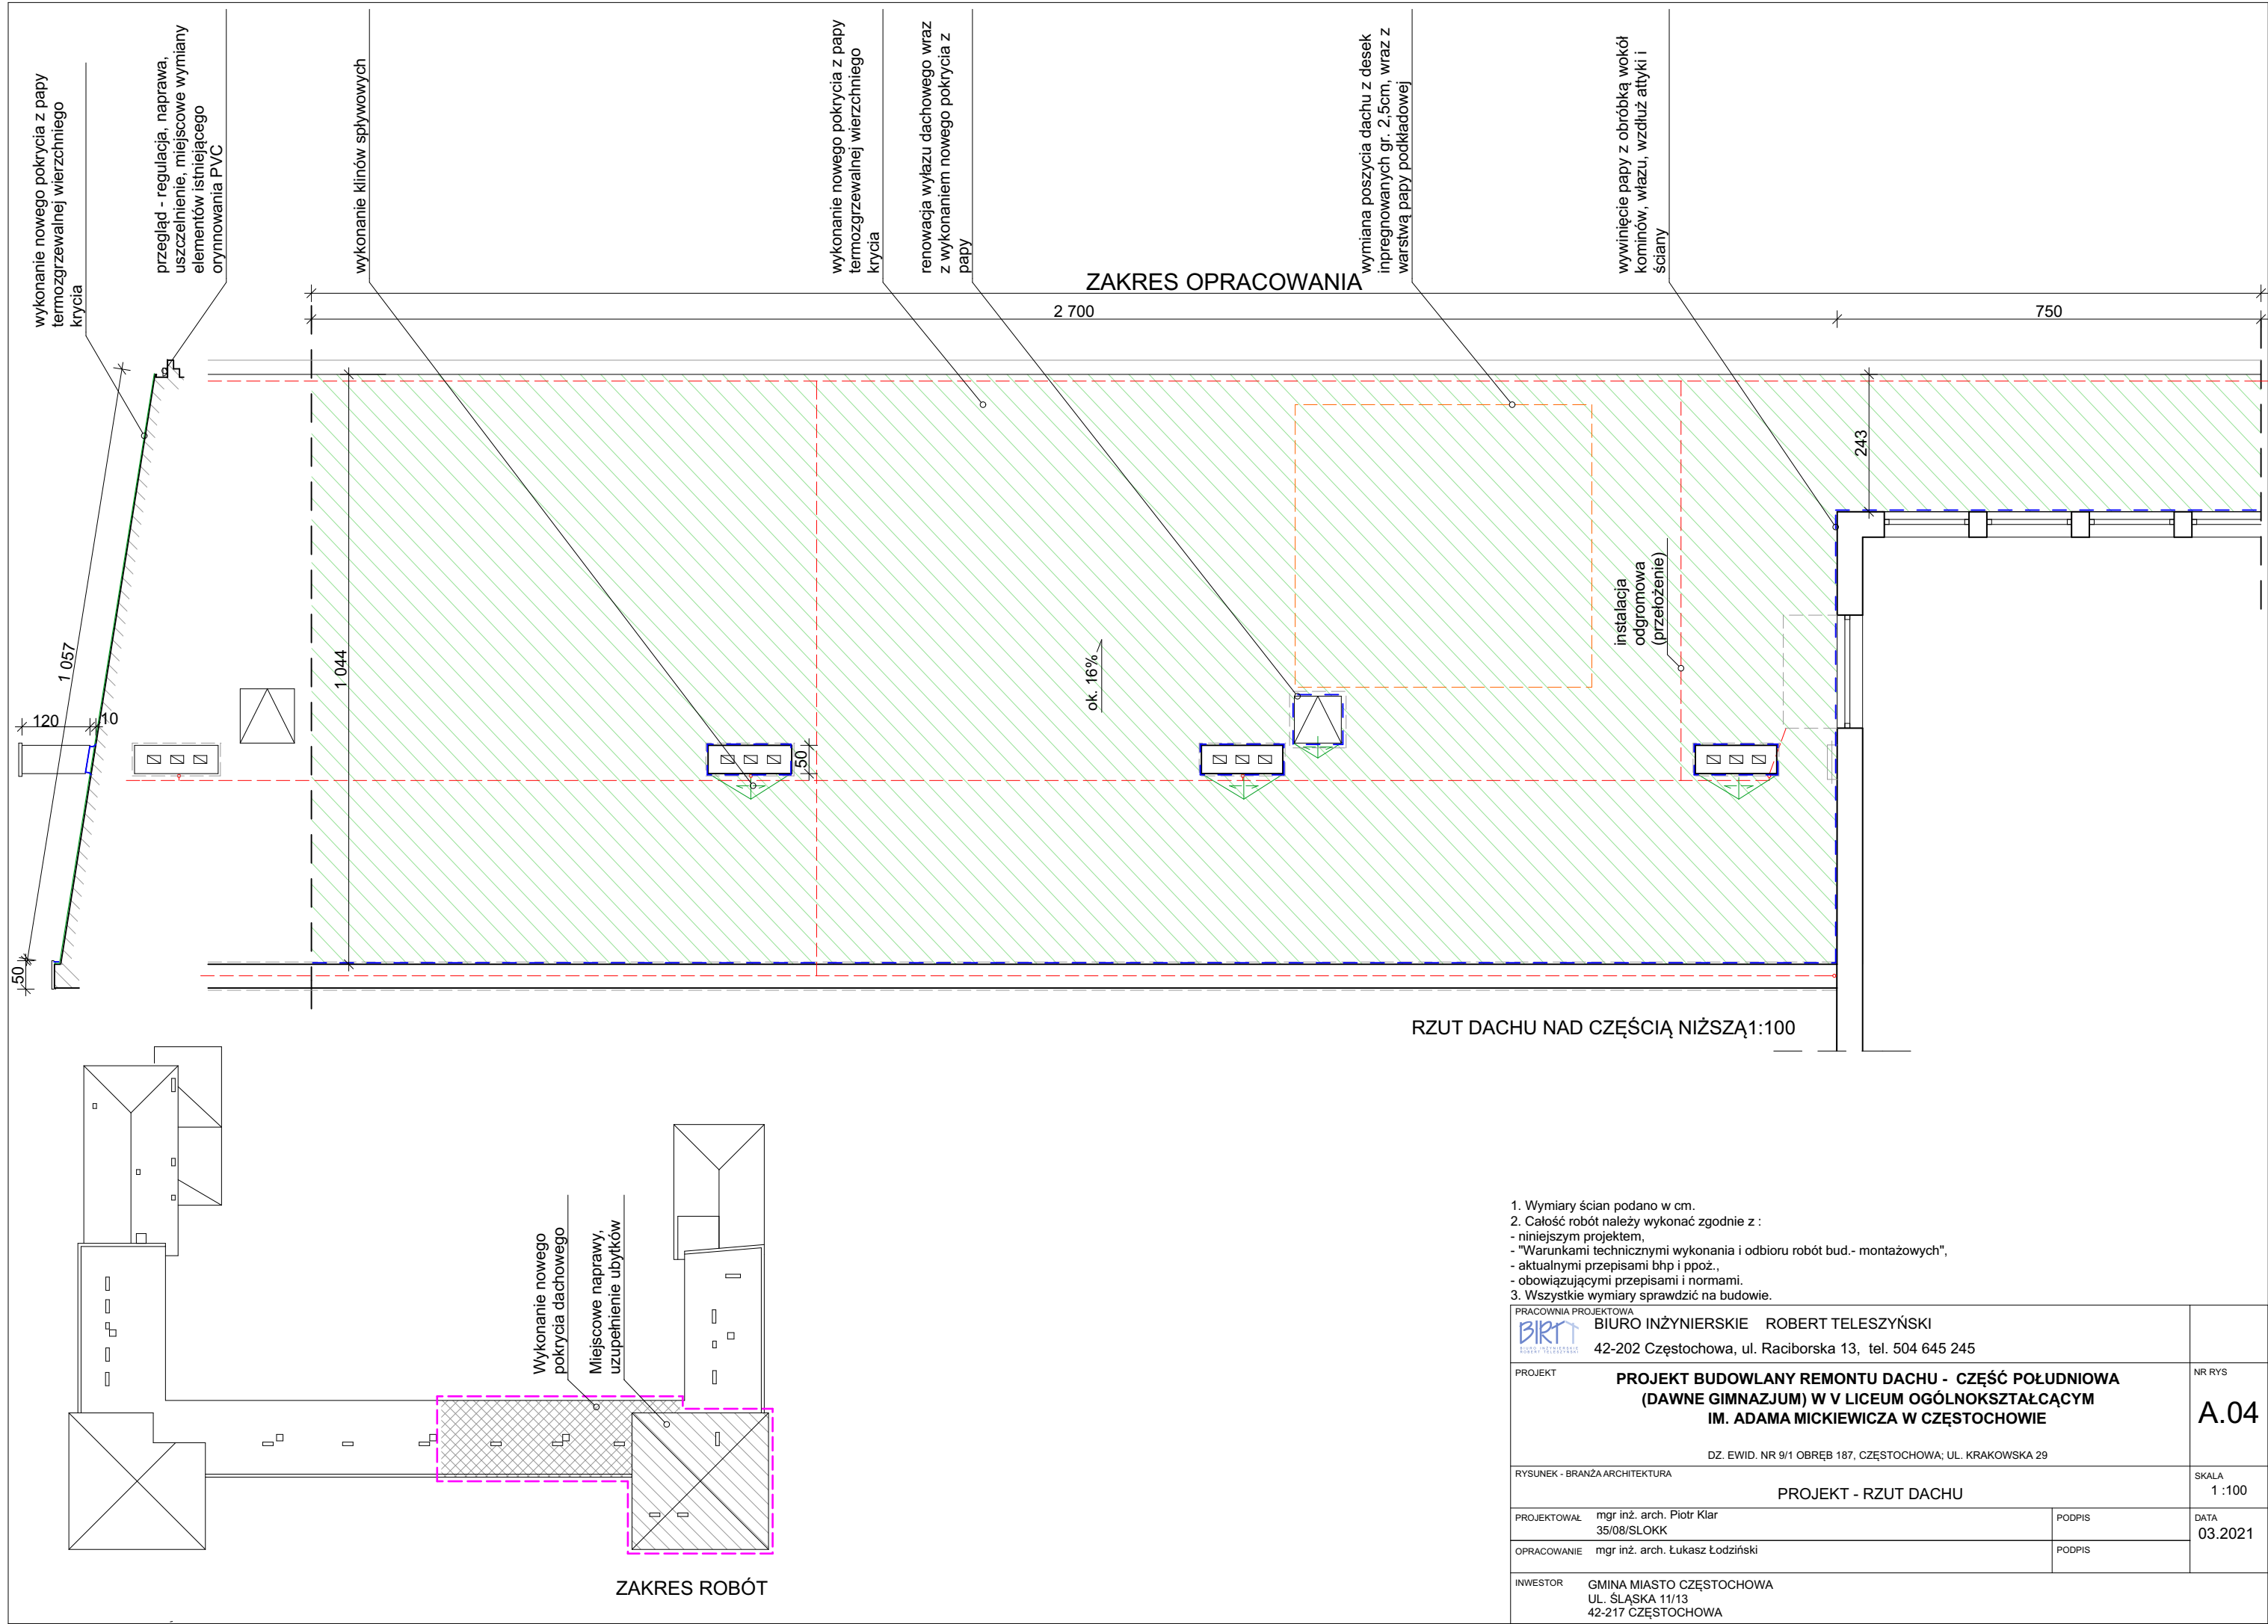 wykonanie nowego pokrycia z papy
termozgrzewalnej wierzchniego
krycia
przegląd - regulacja, naprawa,
uszczelnienie, miejscowe wymiany
elementów istniejącego
orynnowania PVC
wykonanie klinów spływowych
wykonanie nowego pokrycia z papy
termozgrzewalnej wierzchniego
krycia
renowacja wyłazu dachowego wraz
z wykonaniem nowego pokrycia z
papy
wymiana poszycia dachu z desek
inpregnowanych gr. 2,5cm, wraz z
warstwą papy podkładowej
wywinięcie papy z obróbką wokół
kominów, włazu, wzdłuż attyki i
ściany
ZAKRES OPRACOWANIA
2 700
750
243
1 057
1 044
120
10
50
50
ok. 16%
instalacja
odgromowa
(przełożenie)
RZUT DACHU NAD CZĘŚCIĄ NIŻSZĄ1:100
Wykonanie nowego
pokrycia dachowego
Miejscowe naprawy,
uzupełnienie ubytków
ZAKRES ROBÓT
1. Wymiary ścian podano w cm.
2. Całość robót należy wykonać zgodnie z :
- niniejszym projektem,
- "Warunkami technicznymi wykonania i odbioru robót bud.- montażowych",
- aktualnymi przepisami bhp i ppoż.,
- obowiązującymi przepisami i normami.
3. Wszystkie wymiary sprawdzić na budowie.
PRACOWNIA PROJEKTOWA
BIRT
BIURO INŻYNIERSKIE
ROBERT TELESZYŃSKI
BIURO INŻYNIERSKIE ROBERT TELESZYŃSKI
42-202 Częstochowa, ul. Raciborska 13, tel. 504 645 245
PROJEKT
PROJEKT BUDOWLANY REMONTU DACHU - CZĘŚĆ POŁUDNIOWA
(DAWNE GIMNAZJUM) W V LICEUM OGÓLNOKSZTAŁCĄCYM
IM. ADAMA MICKIEWICZA W CZĘSTOCHOWIE
DZ. EWID. NR 9/1 OBRĘB 187, CZĘSTOCHOWA; UL. KRAKOWSKA 29
NR RYS
A.04
RYSUNEK - BRANŻA ARCHITEKTURA
PROJEKT - RZUT DACHU
SKALA
1 :100
PROJEKTOWAŁ mgr inż. arch. Piotr Klar
35/08/SLOKK
PODPIS
DATA
03.2021
OPRACOWANIE mgr inż. arch. Łukasz Łodziński
PODPIS
INWESTOR GMINA MIASTO CZĘSTOCHOWA
UL. ŚLĄSKA 11/13
42-217 CZĘSTOCHOWA